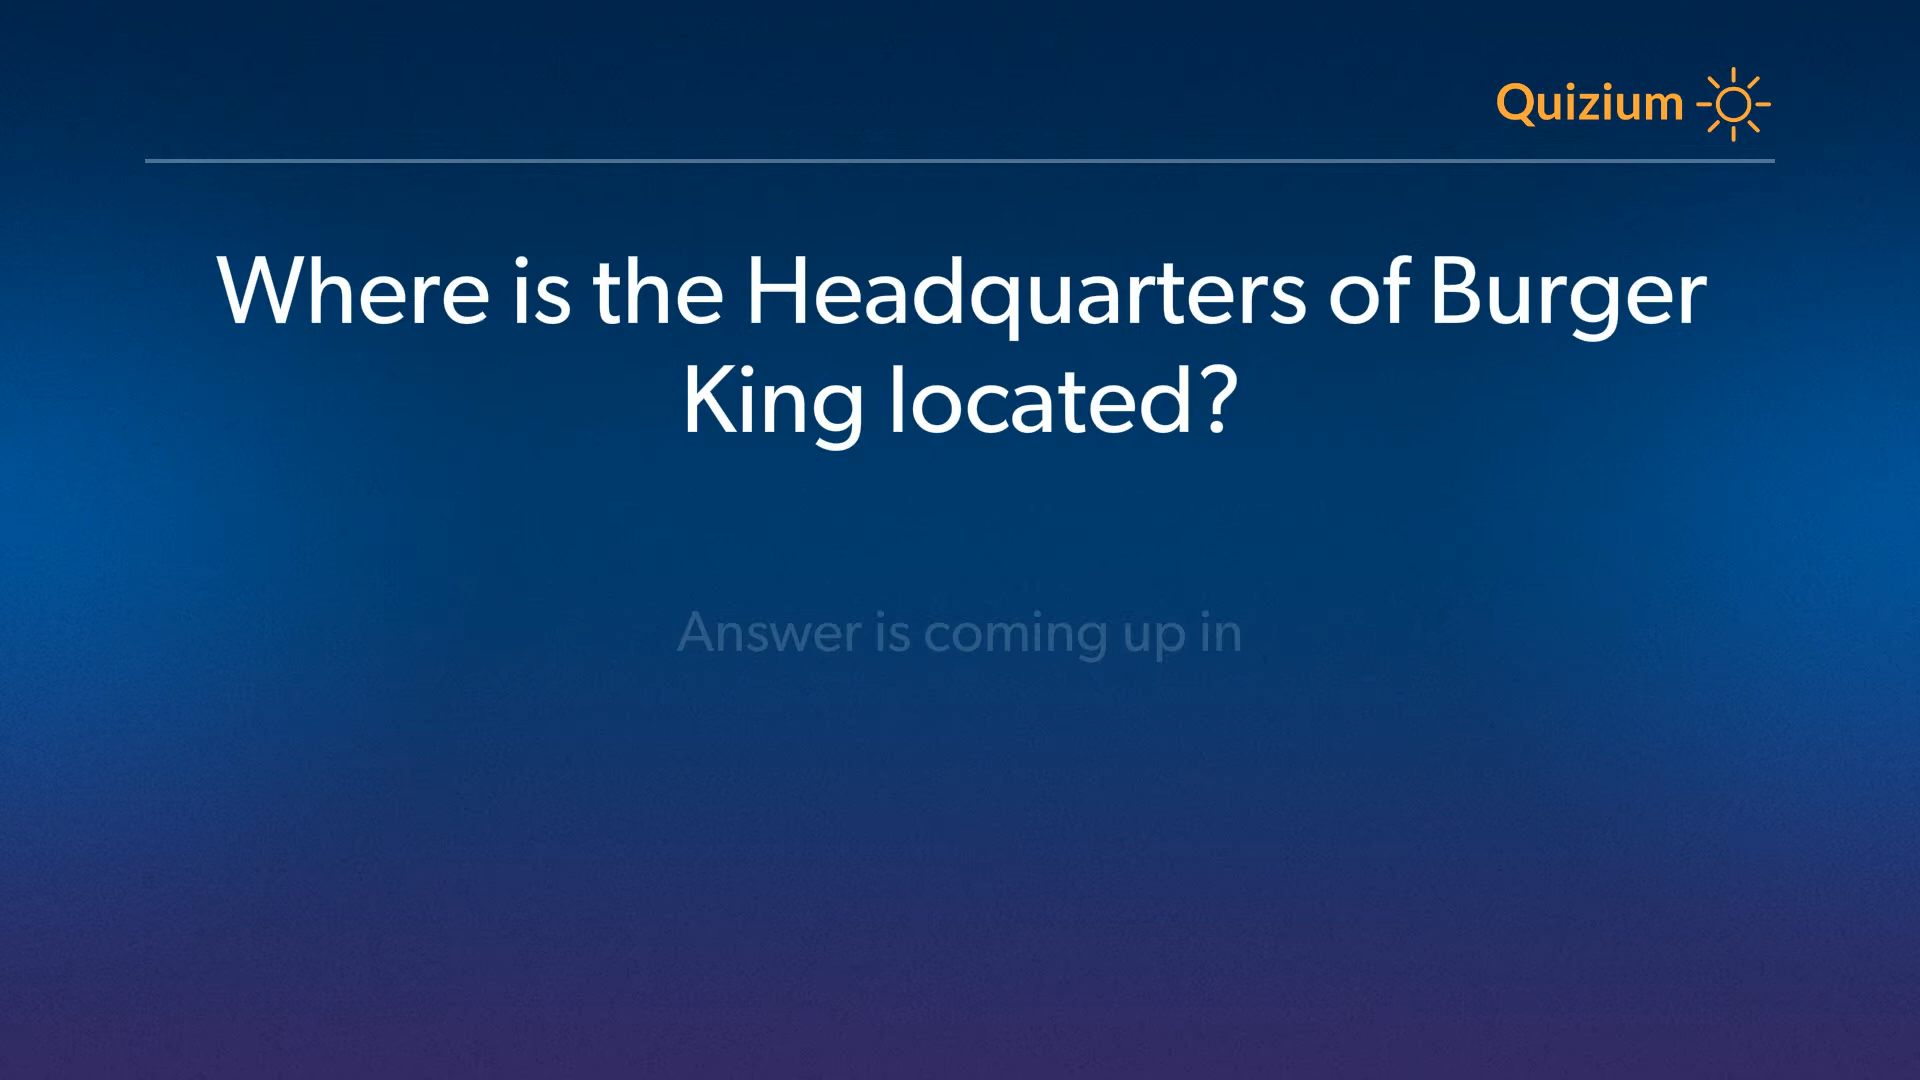 Quizium
Where is the Headquarters of Burger
King located?
Answer is coming up in